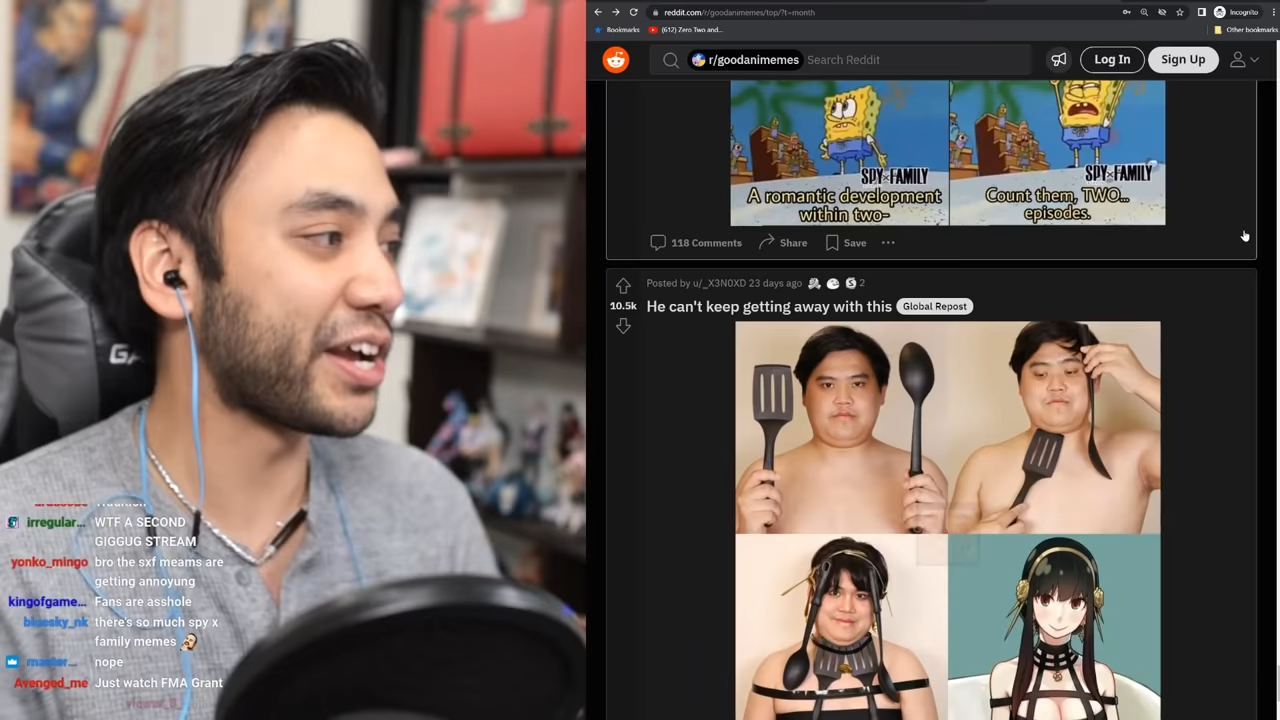 reddit.com/r/goodanimemes/top/?t=month
Incognito
Bookmarks
(612) Zero Two and...
Other bookmarks
r/goodanimemes Search Reddit
Log In
Sign Up
SPY×FAMILY
SPY×FAMILY
A romantic development
within two-
Count them, TWO...
episodes.
118 Comments
Share
Save
Posted by u/_X3N0XD 23 days ago
2
10.5k
He can't keep getting away with this
Global Repost
GA
irregular... WTF A SECOND
GIGGUG STREAM
yonko_mingo bro the sxf meams are
getting annoyung
kingofgame... Fans are asshole
bluesky_nk there's so much spy x
family memes
master... nope
Avenged_me Just watch FMA Grant